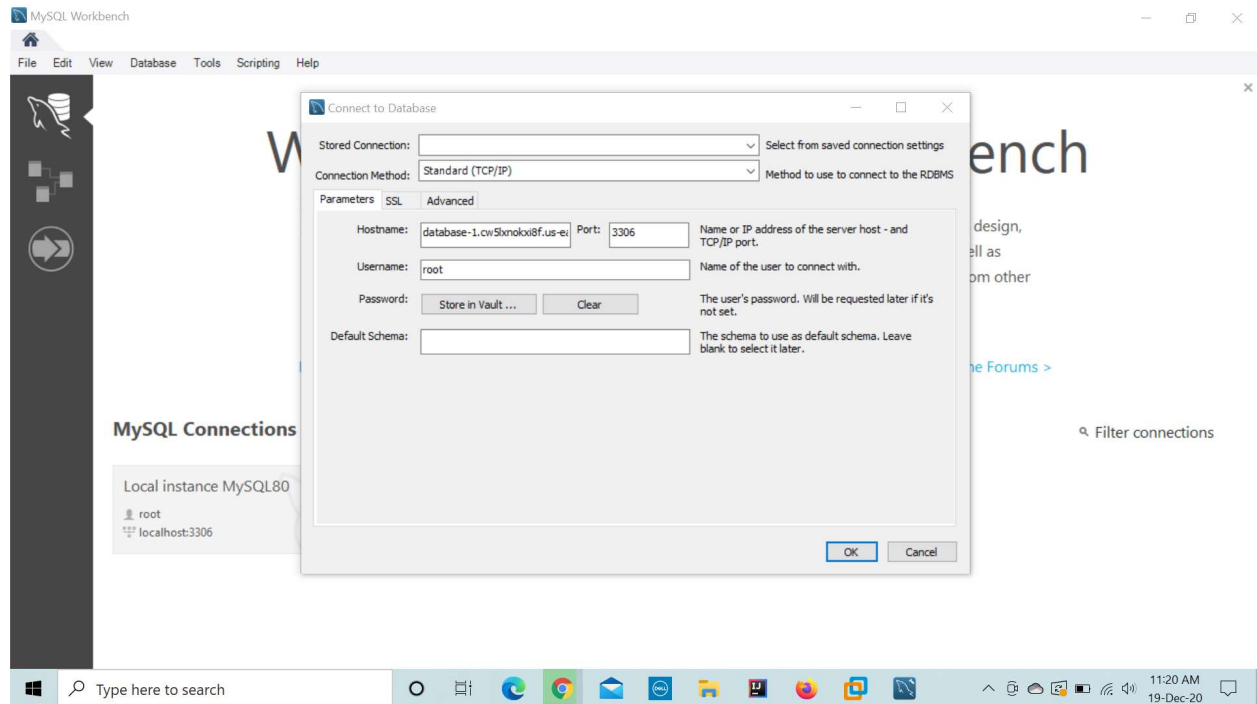 MySQL Workbench
File Edit View Database Tools Scripting Help
Connect to Database
Stored Connection: Select from saved connection settings
Connection Method: Standard (TCP/IP) Method to use to connect to the RDBMS
Parameters SSL Advanced
Hostname: database-1.cw5lxnokxi8f.us-ea Port: 3306 Name or IP address of the server host - and
TCP/IP port.
Username: root Name of the user to connect with.
Password: Store in Vault ... Clear The user's password. Will be requested later if it's
not set.
Default Schema: The schema to use as default schema. Leave
blank to select it later.
OK Cancel
W
ench
design,
ell as
om other
he Forums >
MySQL Connections
Filter connections
Local instance MySQL80
root
localhost:3306
Type here to search
DELL
IJ
11:20 AM
19-Dec-20